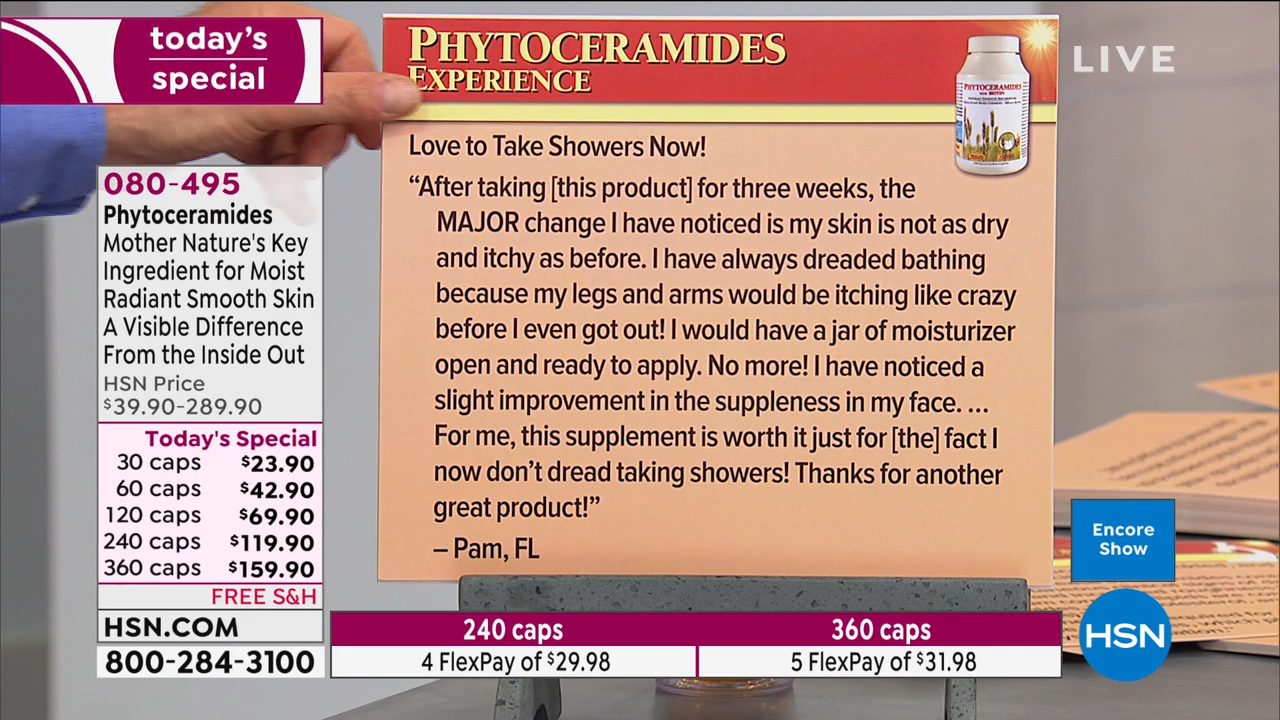 today's
special
080-495
Phytoceramides
Mother Nature's Key
Ingredient for Moist
Radiant Smooth Skin
A Visible Difference
From the Inside Out
HSN Price
$39.90-289.90
Today's Special
30 caps $23.90
60 caps $42.90
120 caps $69.90
240 caps $119.90
360 caps $159.90
FREE S&H
HSN.COM
800-284-3100
PHYTOCERAMIDES
EXPERIENCE
PHYTOCERAMIDES
WITH BIOTIN
Love to Take Showers Now!
“After taking [this product] for three weeks, the
MAJOR change I have noticed is my skin is not as dry
and itchy as before. I have always dreaded bathing
because my legs and arms would be itching like crazy
before I even got out! I would have a jar of moisturizer
open and ready to apply. No more! I have noticed a
slight improvement in the suppleness in my face. ...
For me, this supplement is worth it just for [the] fact I
now don’t dread taking showers! Thanks for another
great product!”
– Pam, FL
240 caps 360 caps
4 FlexPay of $29.98 5 FlexPay of $31.98
LIVE
Encore
Show
HSN